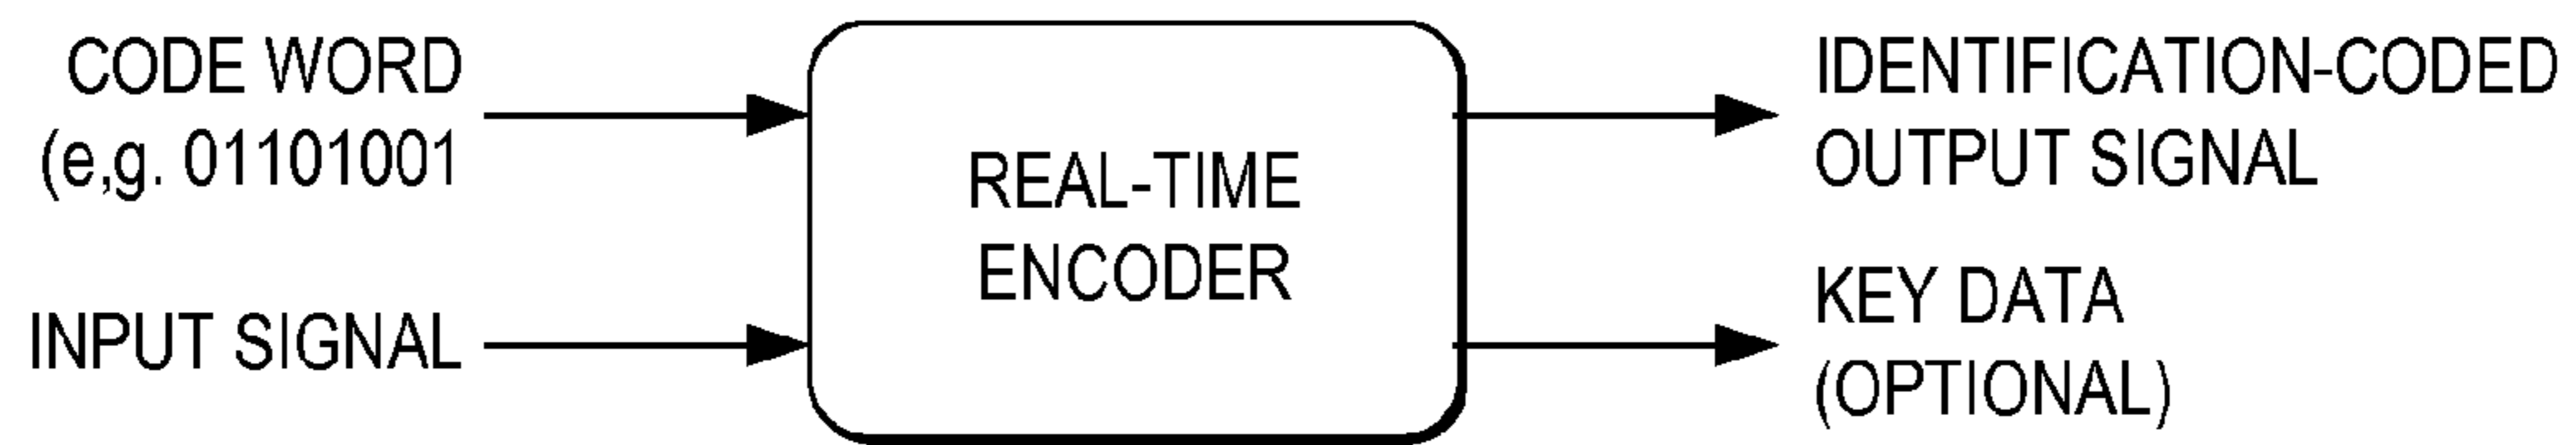 CODE WORD
(e,g. 01101001
INPUT SIGNAL
REAL-TIME
ENCODER
IDENTIFICATION-CODED
OUTPUT SIGNAL
KEY DATA
(OPTIONAL)